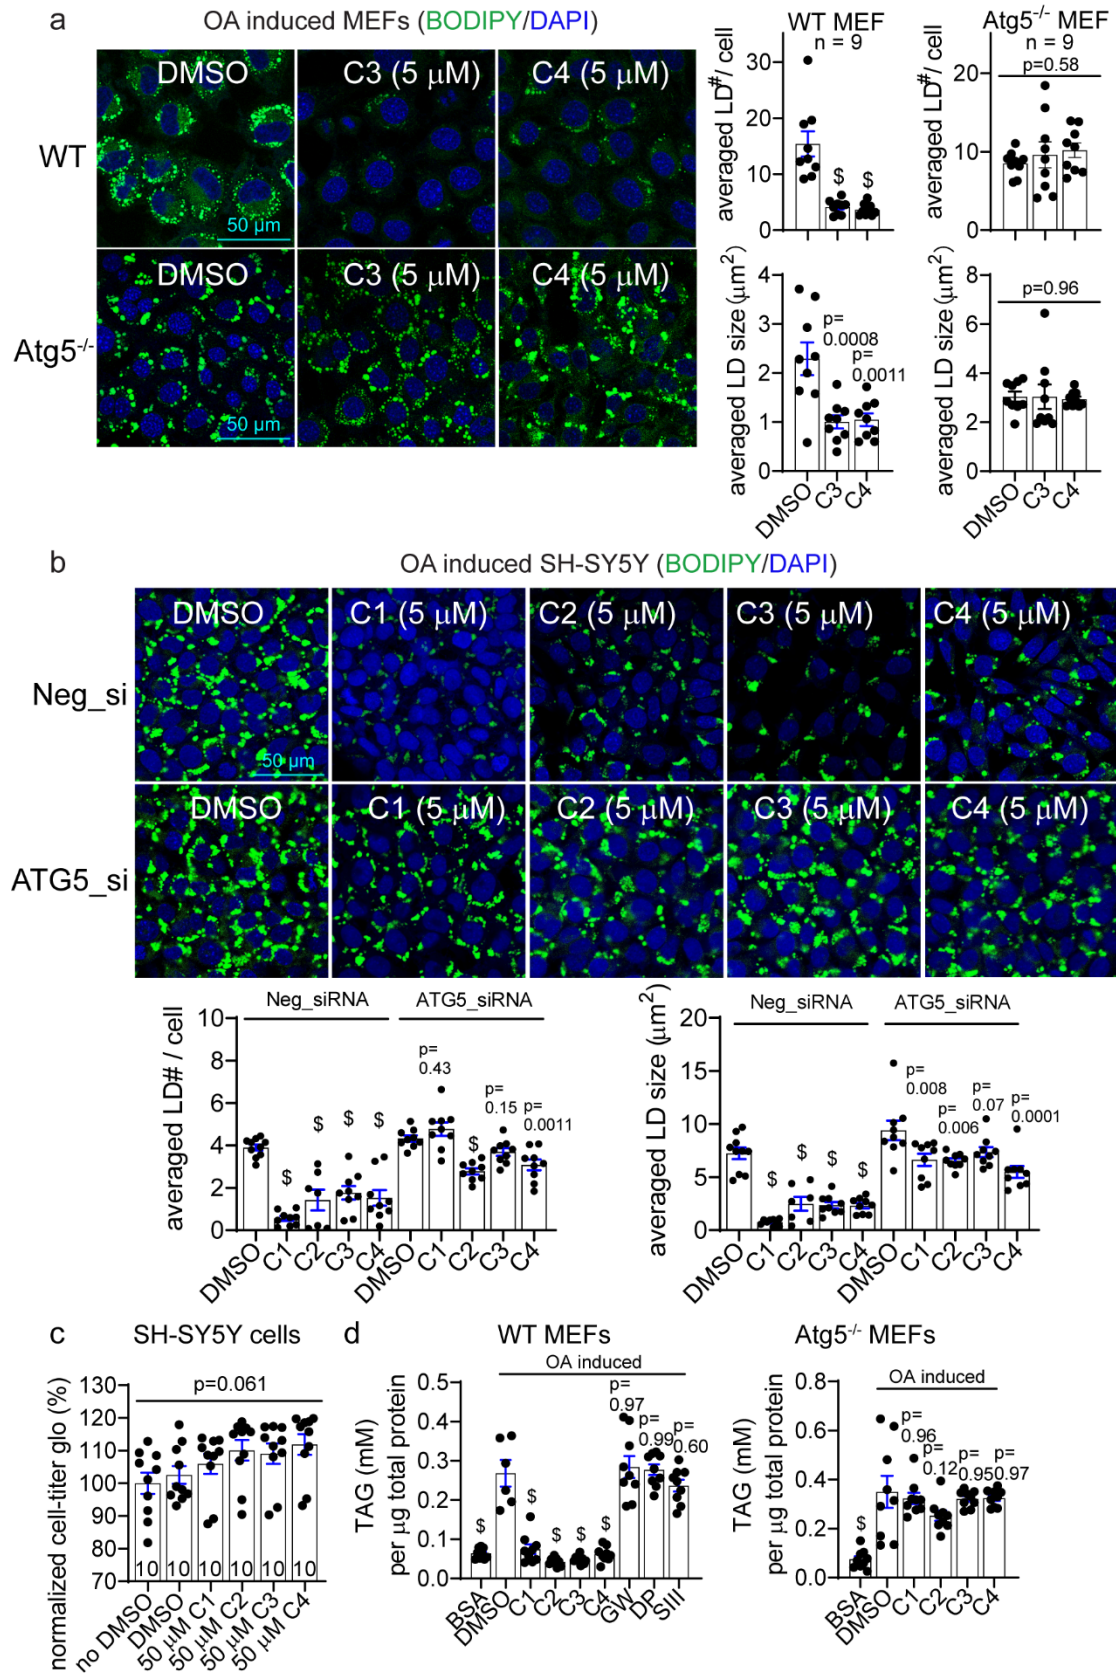 a
OA induced MEFs (BODIPY/DAPI)
WT
Atg5-/-
DMSO
C3 (5 μM)
C4 (5 μM)
50 μm
DMSO
C3 (5 μM)
C4 (5 μM)
50 μm
WT MEF
n = 9
averaged LD#/ cell
30
20
10
0
$
$
Atg5-/- MEF
n = 9
p=0.58
averaged LD#/ cell
20
10
0
averaged LD size (μm2)
4
3
2
1
0
p=
0.0008
p=
0.0011
DMSO
C3
C4
averaged LD size (μm2)
8
6
4
2
0
p=0.96
DMSO
C3
C4
b
OA induced SH-SY5Y (BODIPY/DAPI)
Neg_si
DMSO
C1 (5 μM)
C2 (5 μM)
C3 (5 μM)
C4 (5 μM)
50 μm
ATG5_si
DMSO
C1 (5 μM)
C2 (5 μM)
C3 (5 μM)
C4 (5 μM)
Neg_siRNA
ATG5_siRNA
averaged LD# / cell
10
8
6
4
2
0
$
$
$
$
p=
0.43
$
p=
0.15
p=
0.0011
DMSO
C1
C2
C3
C4
DMSO
C1
C2
C3
C4
Neg_siRNA
ATG5_siRNA
averaged LD size (μm2)
20
15
10
5
0
$
$
$
$
p=
0.008
p=
0.006
p=
0.07
p=
0.0001
DMSO
C1
C2
C3
C4
DMSO
C1
C2
C3
C4
c
SH-SY5Y cells
p=0.061
normalized cell-titer glo (%)
130
120
110
100
90
80
70
10
10
10
10
10
10
no DMSO
DMSO
50 μM C1
50 μM C2
50 μM C3
50 μM C4
d
WT MEFs
OA induced
TAG (mM)
per μg total protein
0.5
0.4
0.3
0.2
0.1
0.0
$
$
$
$
$
p=
0.97
p=
0.99
p=
0.60
BSA
DMSO
C1
C2
C3
C4
GW
DP
SIII
Atg5-/- MEFs
OA induced
TAG (mM)
per μg total protein
0.8
0.6
0.4
0.2
0.0
$
p=
0.96
p=
0.12
p=
0.95
p=
0.97
BSA
DMSO
C1
C2
C3
C4